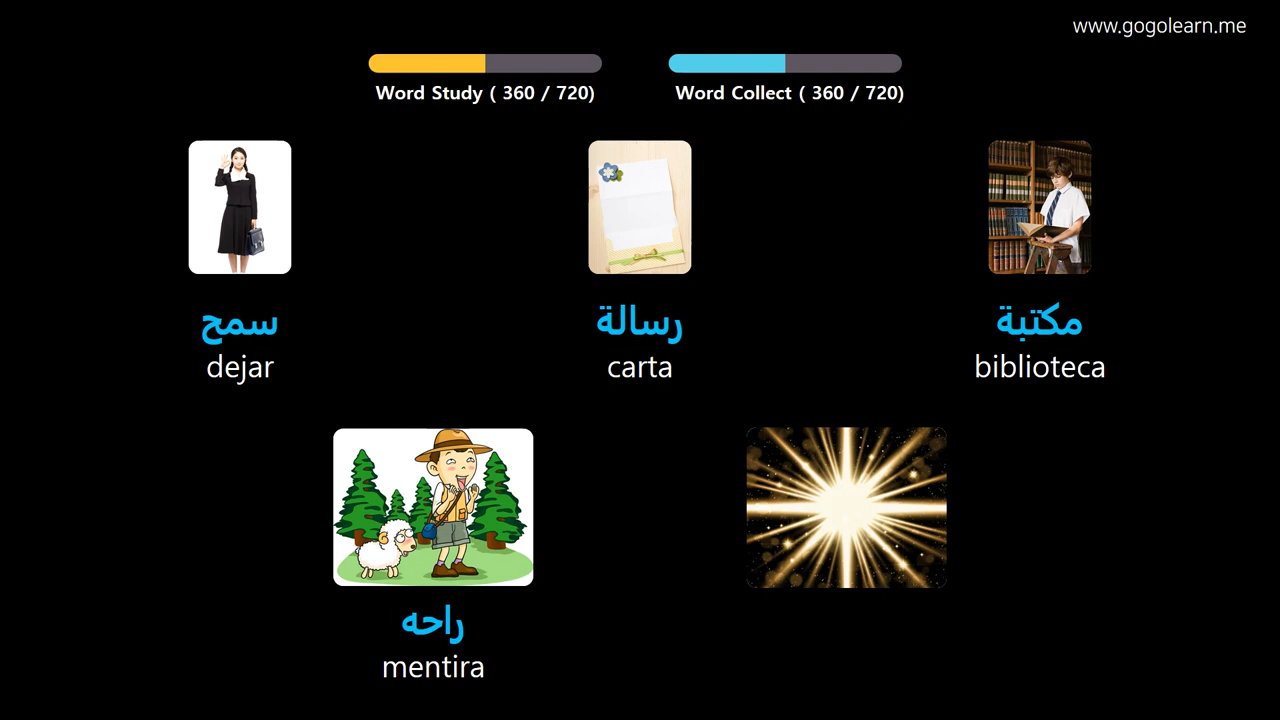 www.gogolearn.me
Word Study ( 360 / 720)
Word Collect ( 360 / 720)
سمح
dejar
رسالة
carta
مكتبة
biblioteca
راحه
mentira